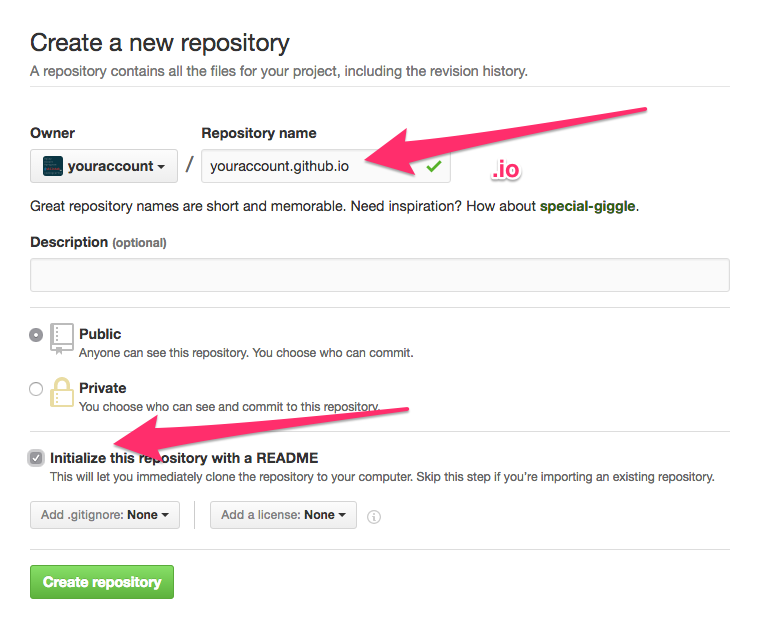 Create a new repository
A repository contains all the files for your project, including the revision history.
Owner
Repository name
youraccount
/
youraccount.github.io
.io
Great repository names are short and memorable. Need inspiration? How about special-giggle.
Description (optional)
Public
Anyone can see this repository. You choose who can commit.
Private
You choose who can see and commit to this repository.
Initialize this repository with a README
This will let you immediately clone the repository to your computer. Skip this step if you're importing an existing repository.
Add .gitignore: None
Add a license: None
Create repository